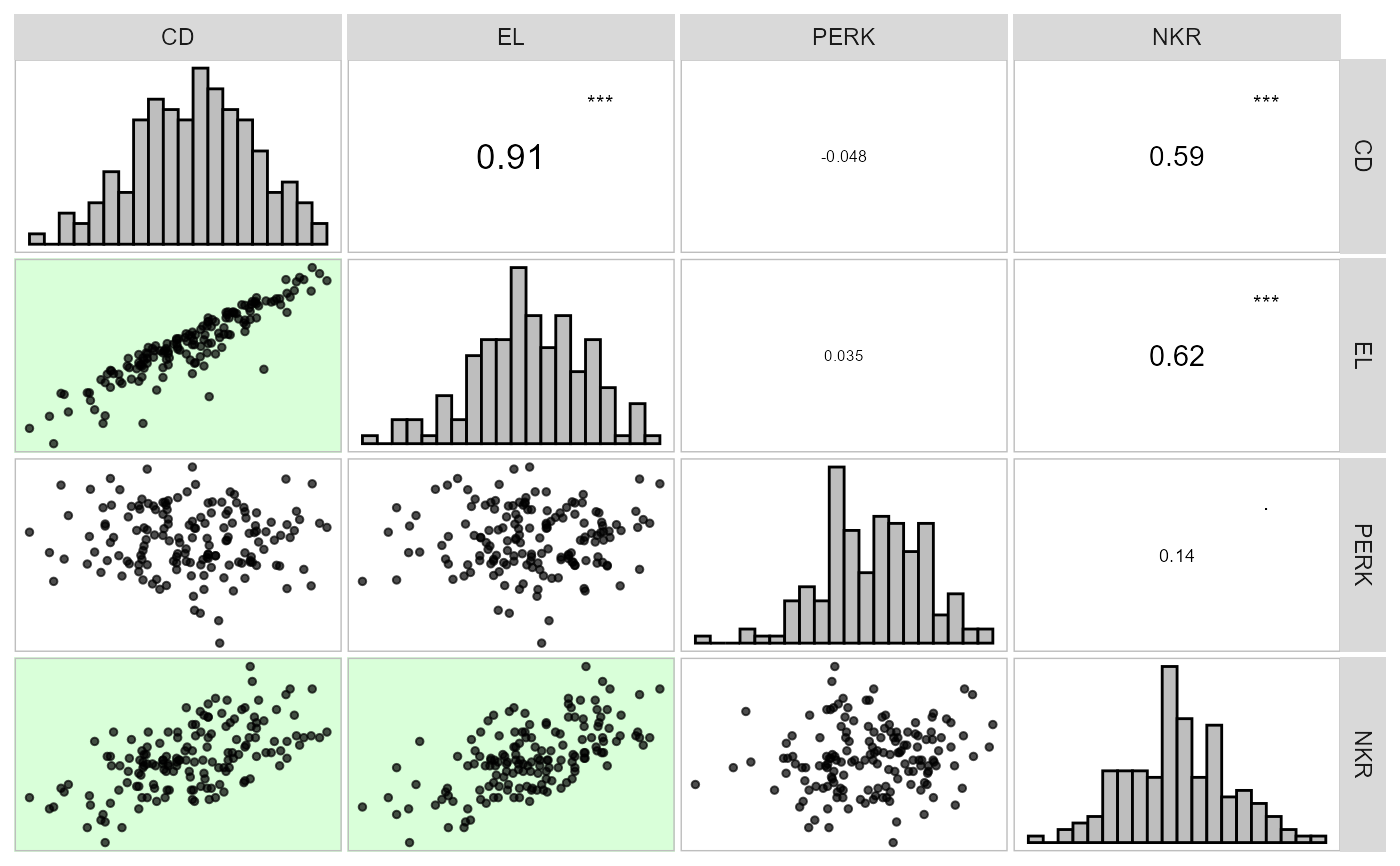 CD EL PERK NKR
*** ***
0.91 -0.048 0.59 CD
***
0.035 0.62 EL
.
0.14 PERK
NKR